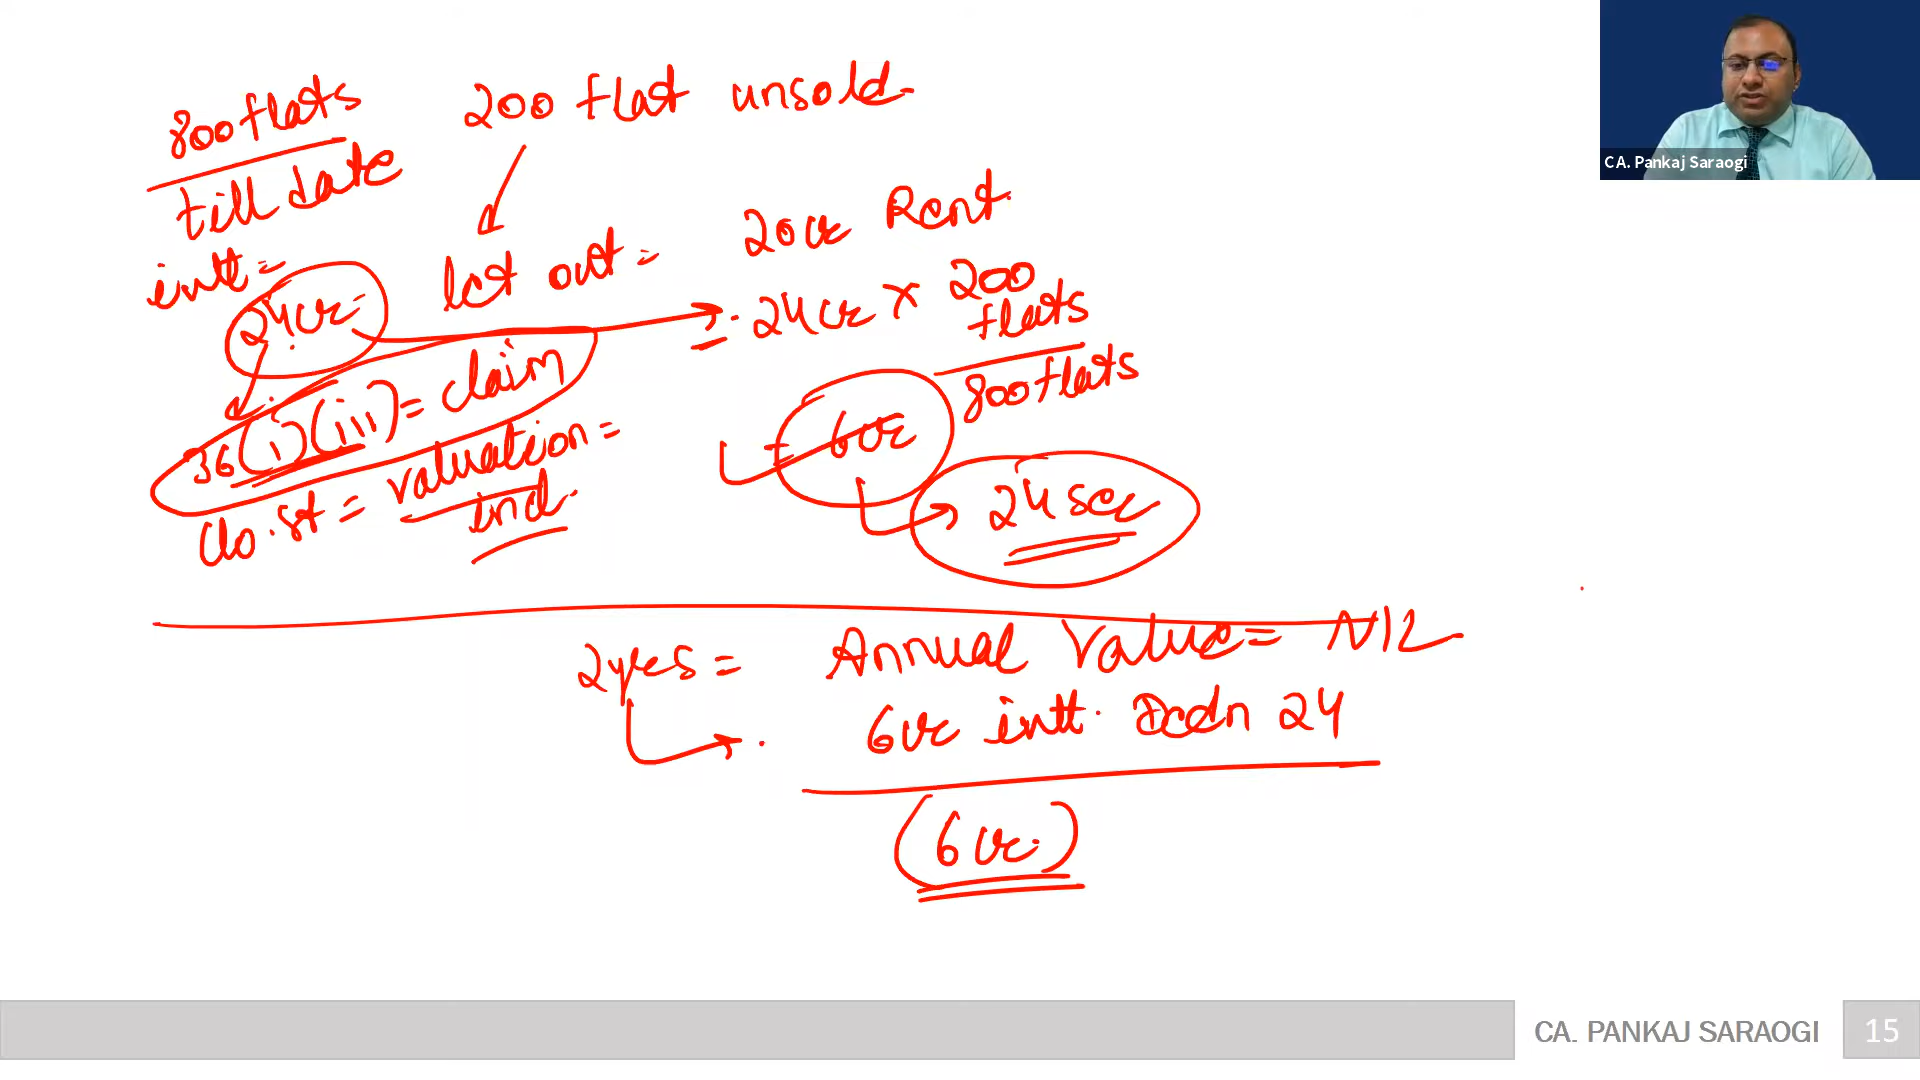 800 flats
till date
intt =
24cr
36(i)(iii) = claim
clo. st = valuation =
ind.
200 flat unsold.
let out = 20cr Rent.
24cr x 200
flats
800 flats
= 6cr
24 sec
2yrs = Annual Value = NIL
6cr intt. Dedn 24
(6cr.)
CA. Pankaj Saraogi
CA. PANKAJ SARAOGI
15